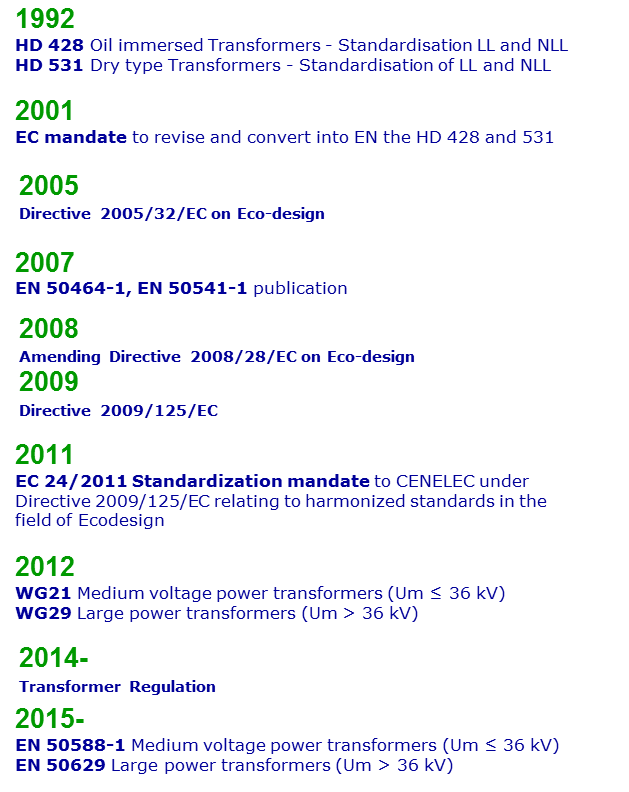 1992
HD 428 Oil immersed Transformers - Standardisation LL and NLL
HD 531 Dry type Transformers - Standardisation of LL and NLL
2001
EC mandate to revise and convert into EN the HD 428 and 531
2005
Directive 2005/32/EC on Eco-design
2007
EN 50464-1, EN 50541-1 publication
2008
Amending Directive 2008/28/EC on Eco-design
2009
Directive 2009/125/EC
2011
EC 24/2011 Standardization mandate to CENELEC under
Directive 2009/125/EC relating to harmonized standards in the
field of Ecodesign
2012
WG21 Medium voltage power transformers (Um ≤ 36 kV)
WG29 Large power transformers (Um > 36 kV)
2014-
Transformer Regulation
2015-
EN 50588-1 Medium voltage power transformers (Um ≤ 36 kV)
EN 50629 Large power transformers (Um > 36 kV)